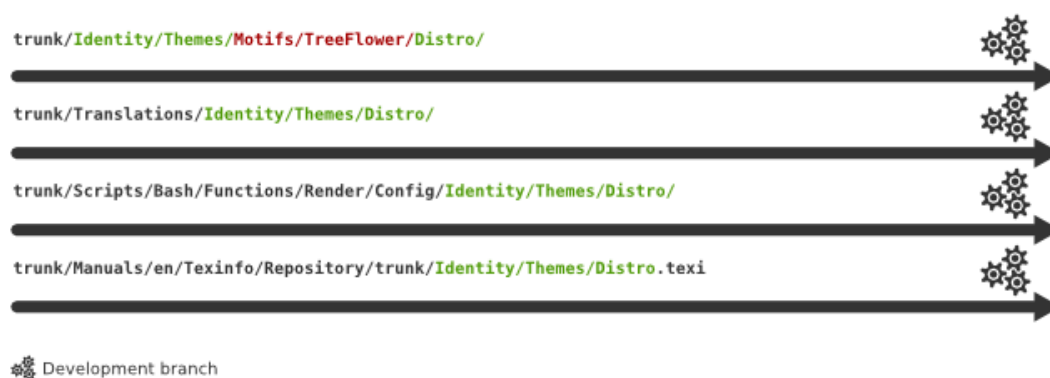 trunk/Identity/Themes/Motifs/TreeFlower/Distro/
trunk/Translations/Identity/Themes/Distro/
trunk/Scripts/Bash/Functions/Render/Config/Identity/Themes/Distro/
trunk/Manuals/en/Texinfo/Repository/trunk/Identity/Themes/Distro.texi
Development branch